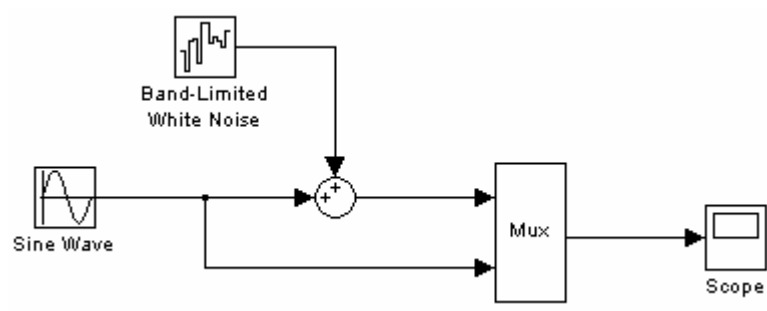 Band-Limited
White Noise
Sine Wave
++
Mux
Scope